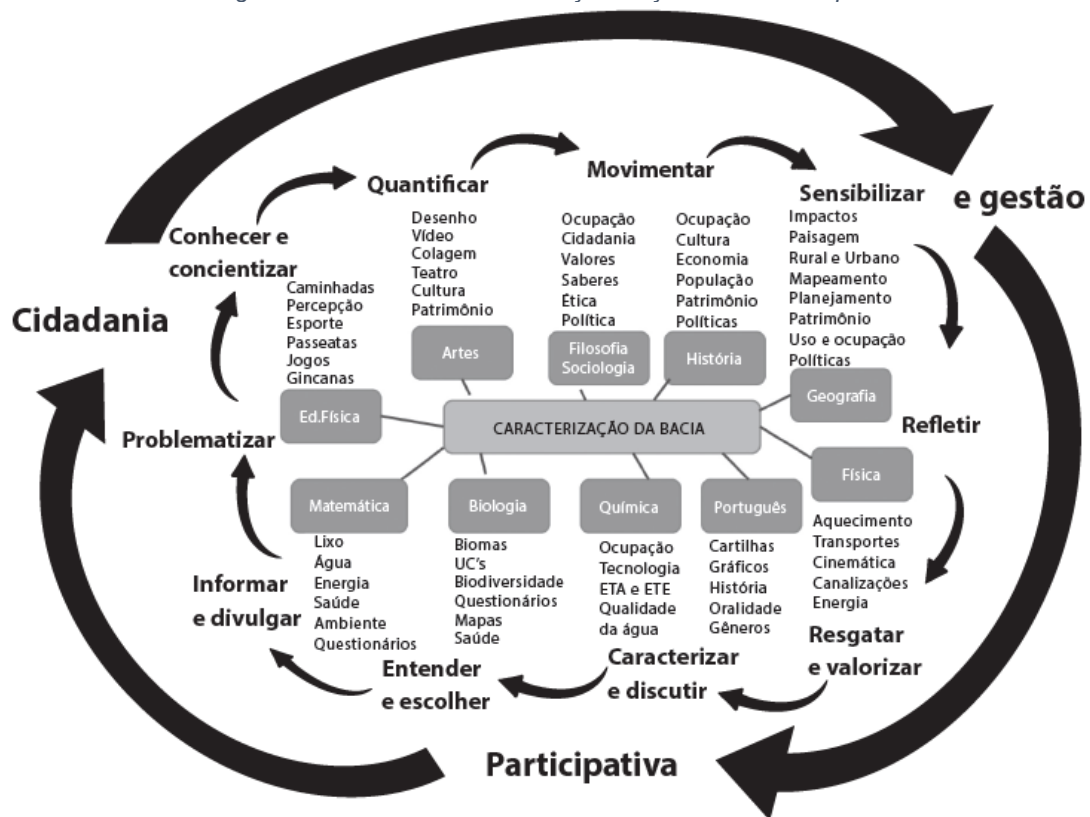 Quantificar
Movimentar
Sensibilizar
e gestão
Conhecer e
concientizar
Cidadania
Desenho
Vídeo
Colagem
Teatro
Cultura
Patrimônio
Ocupação
Cidadania
Valores
Saberes
Ética
Política
Ocupação
Cultura
Economia
População
Patrimônio
Políticas
Impactos
Paisagem
Rural e Urbano
Mapeamento
Planejamento
Patrimônio
Uso e ocupação
Políticas
Caminhadas
Percepção
Esporte
Passeatas
Jogos
Gincanas
Artes
Filosofia
Sociologia
História
Geografia
Ed.Física
CARACTERIZAÇÃO DA BACIA
Refletir
Problematizar
Física
Matemática
Biologia
Química
Português
Lixo
Água
Energia
Saúde
Ambiente
Questionários
Biomas
UC's
Biodiversidade
Questionários
Mapas
Saúde
Ocupação
Tecnologia
ETA e ETE
Qualidade
da água
Cartilhas
Gráficos
História
Oralidade
Gêneros
Aquecimento
Transportes
Cinemática
Canalizações
Energia
Informar
e divulgar
Entender
e escolher
Caracterizar
e discutir
Resgatar
e valorizar
Participativa